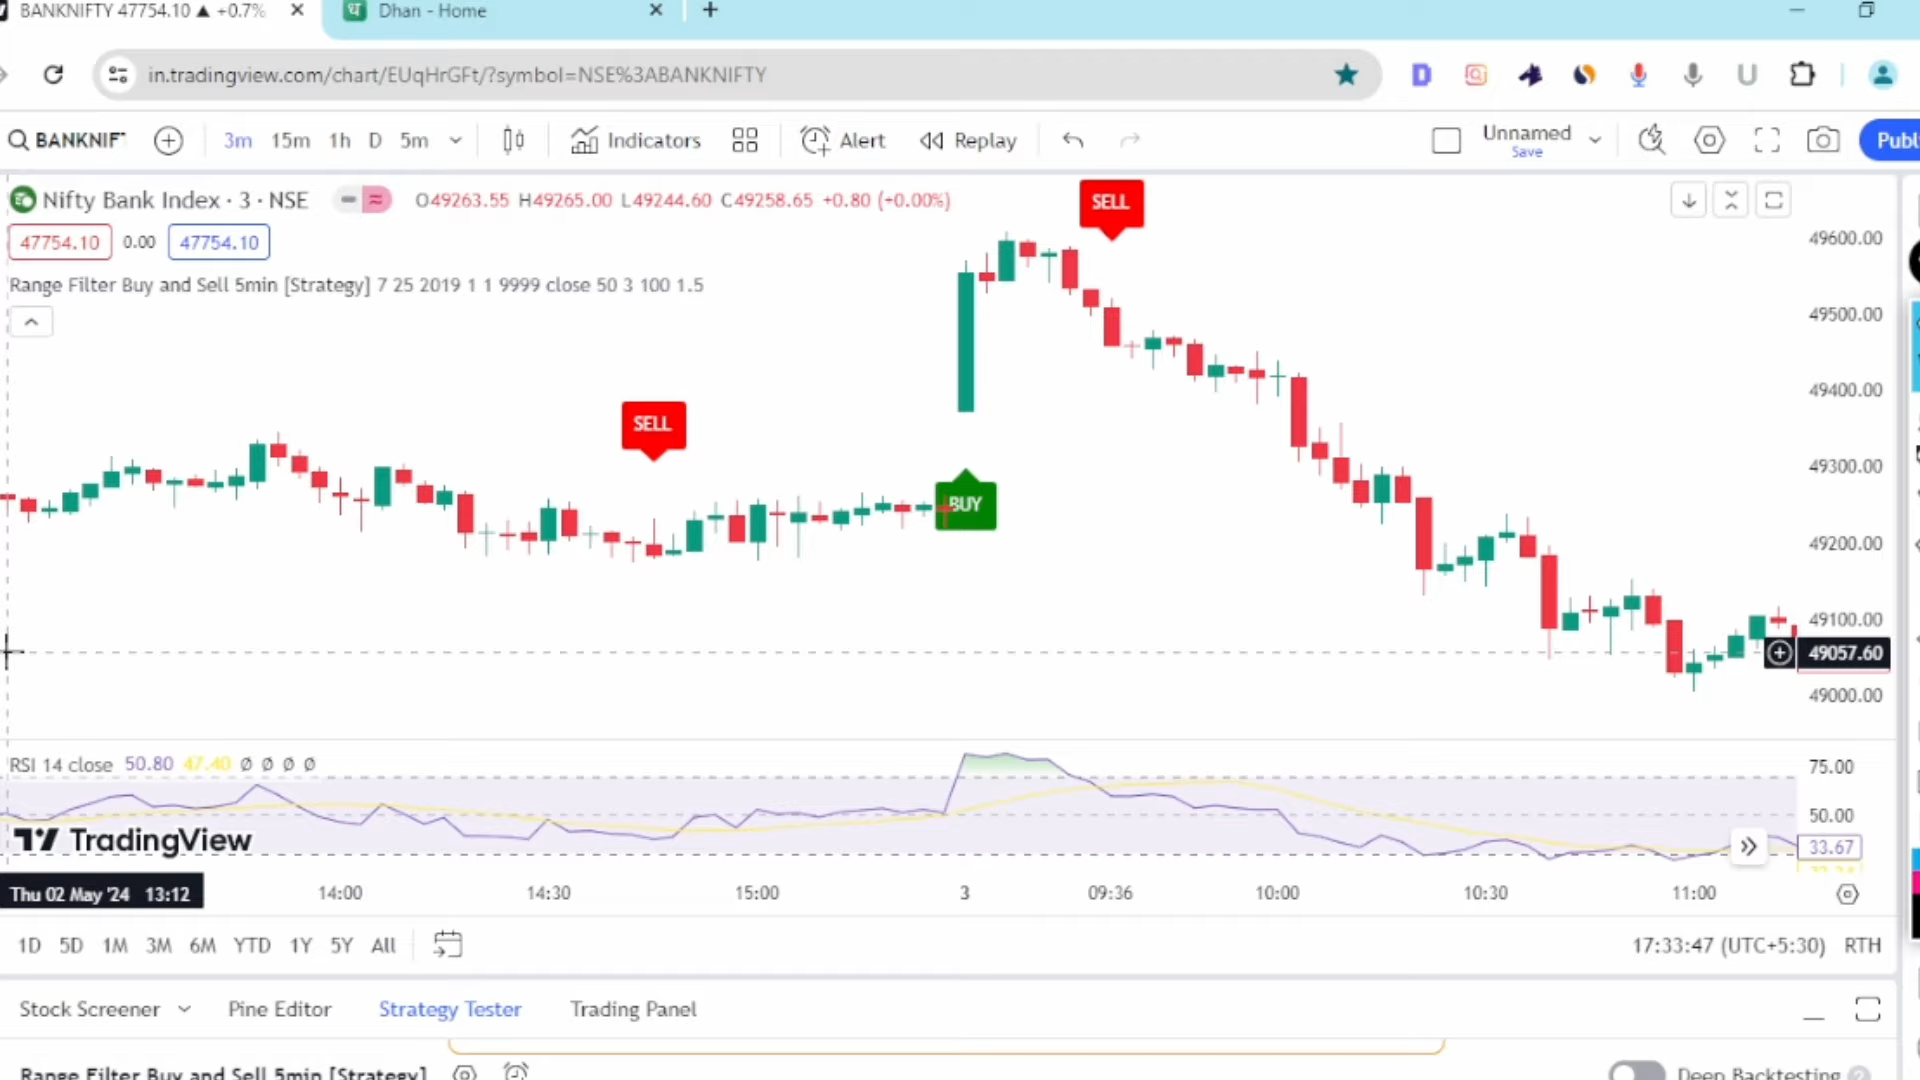 BANKNIFTY 47754.10 ▲ +0.7%
ध Dhan - Home
in.tradingview.com/chart/EUqHrGFt/?symbol=NSE%3ABANKNIFTY
D U
BANKNIFT 3m 15m 1h D 5m Indicators Alert Replay Unnamed Publ
Save
Nifty Bank Index · 3 · NSE O49263.55 H49265.00 L49244.60 C49258.65 +0.80 (+0.00%)
47754.10 0.00 47754.10
Range Filter Buy and Sell 5min [Strategy] 7 25 2019 1 1 9999 close 50 3 100 1.5
SELL
SELL
BUY
49600.00
49500.00
49400.00
49300.00
49200.00
49100.00
49057.60
49000.00
RSI 14 close 50.80 47.40 Ø Ø Ø Ø
75.00
50.00
33.67
TradingView
Thu 02 May '24 13:12 14:00 14:30 15:00 3 09:36 10:00 10:30 11:00
1D 5D 1M 3M 6M YTD 1Y 5Y All 17:33:47 (UTC+5:30) RTH
Stock Screener Pine Editor Strategy Tester Trading Panel
Range Filter Buy and Sell 5min [Strategy] Deep Backtesting